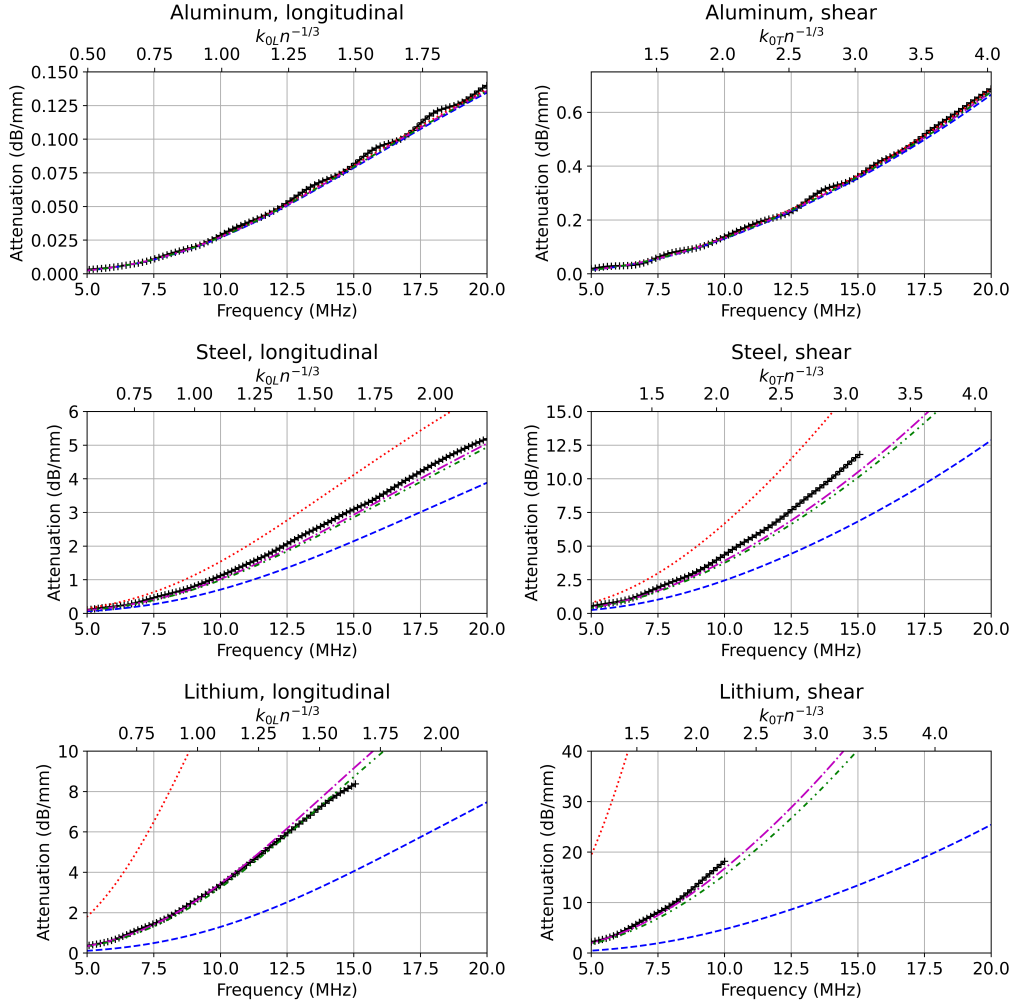 Aluminum, longitudinal
k0Ln−1/3
0.50 0.75 1.00 1.25 1.50 1.75
0.150
0.125
0.100
0.075
0.050
0.025
0.000
Attenuation (dB/mm)
5.0 7.5 10.0 12.5 15.0 17.5 20.0
Frequency (MHz)
Aluminum, shear
k0Tn−1/3
1.5 2.0 2.5 3.0 3.5 4.0
0.6
0.4
0.2
0.0
Attenuation (dB/mm)
5.0 7.5 10.0 12.5 15.0 17.5 20.0
Frequency (MHz)
Steel, longitudinal
k0Ln−1/3
0.75 1.00 1.25 1.50 1.75 2.00
6
5
4
3
2
1
0
Attenuation (dB/mm)
5.0 7.5 10.0 12.5 15.0 17.5 20.0
Frequency (MHz)
Steel, shear
k0Tn−1/3
1.5 2.0 2.5 3.0 3.5 4.0
15.0
12.5
10.0
7.5
5.0
2.5
0.0
Attenuation (dB/mm)
5.0 7.5 10.0 12.5 15.0 17.5 20.0
Frequency (MHz)
Lithium, longitudinal
k0Ln−1/3
0.75 1.00 1.25 1.50 1.75 2.00
10
8
6
4
2
0
Attenuation (dB/mm)
5.0 7.5 10.0 12.5 15.0 17.5 20.0
Frequency (MHz)
Lithium, shear
k0Tn−1/3
1.5 2.0 2.5 3.0 3.5 4.0
40
30
20
10
0
Attenuation (dB/mm)
5.0 7.5 10.0 12.5 15.0 17.5 20.0
Frequency (MHz)